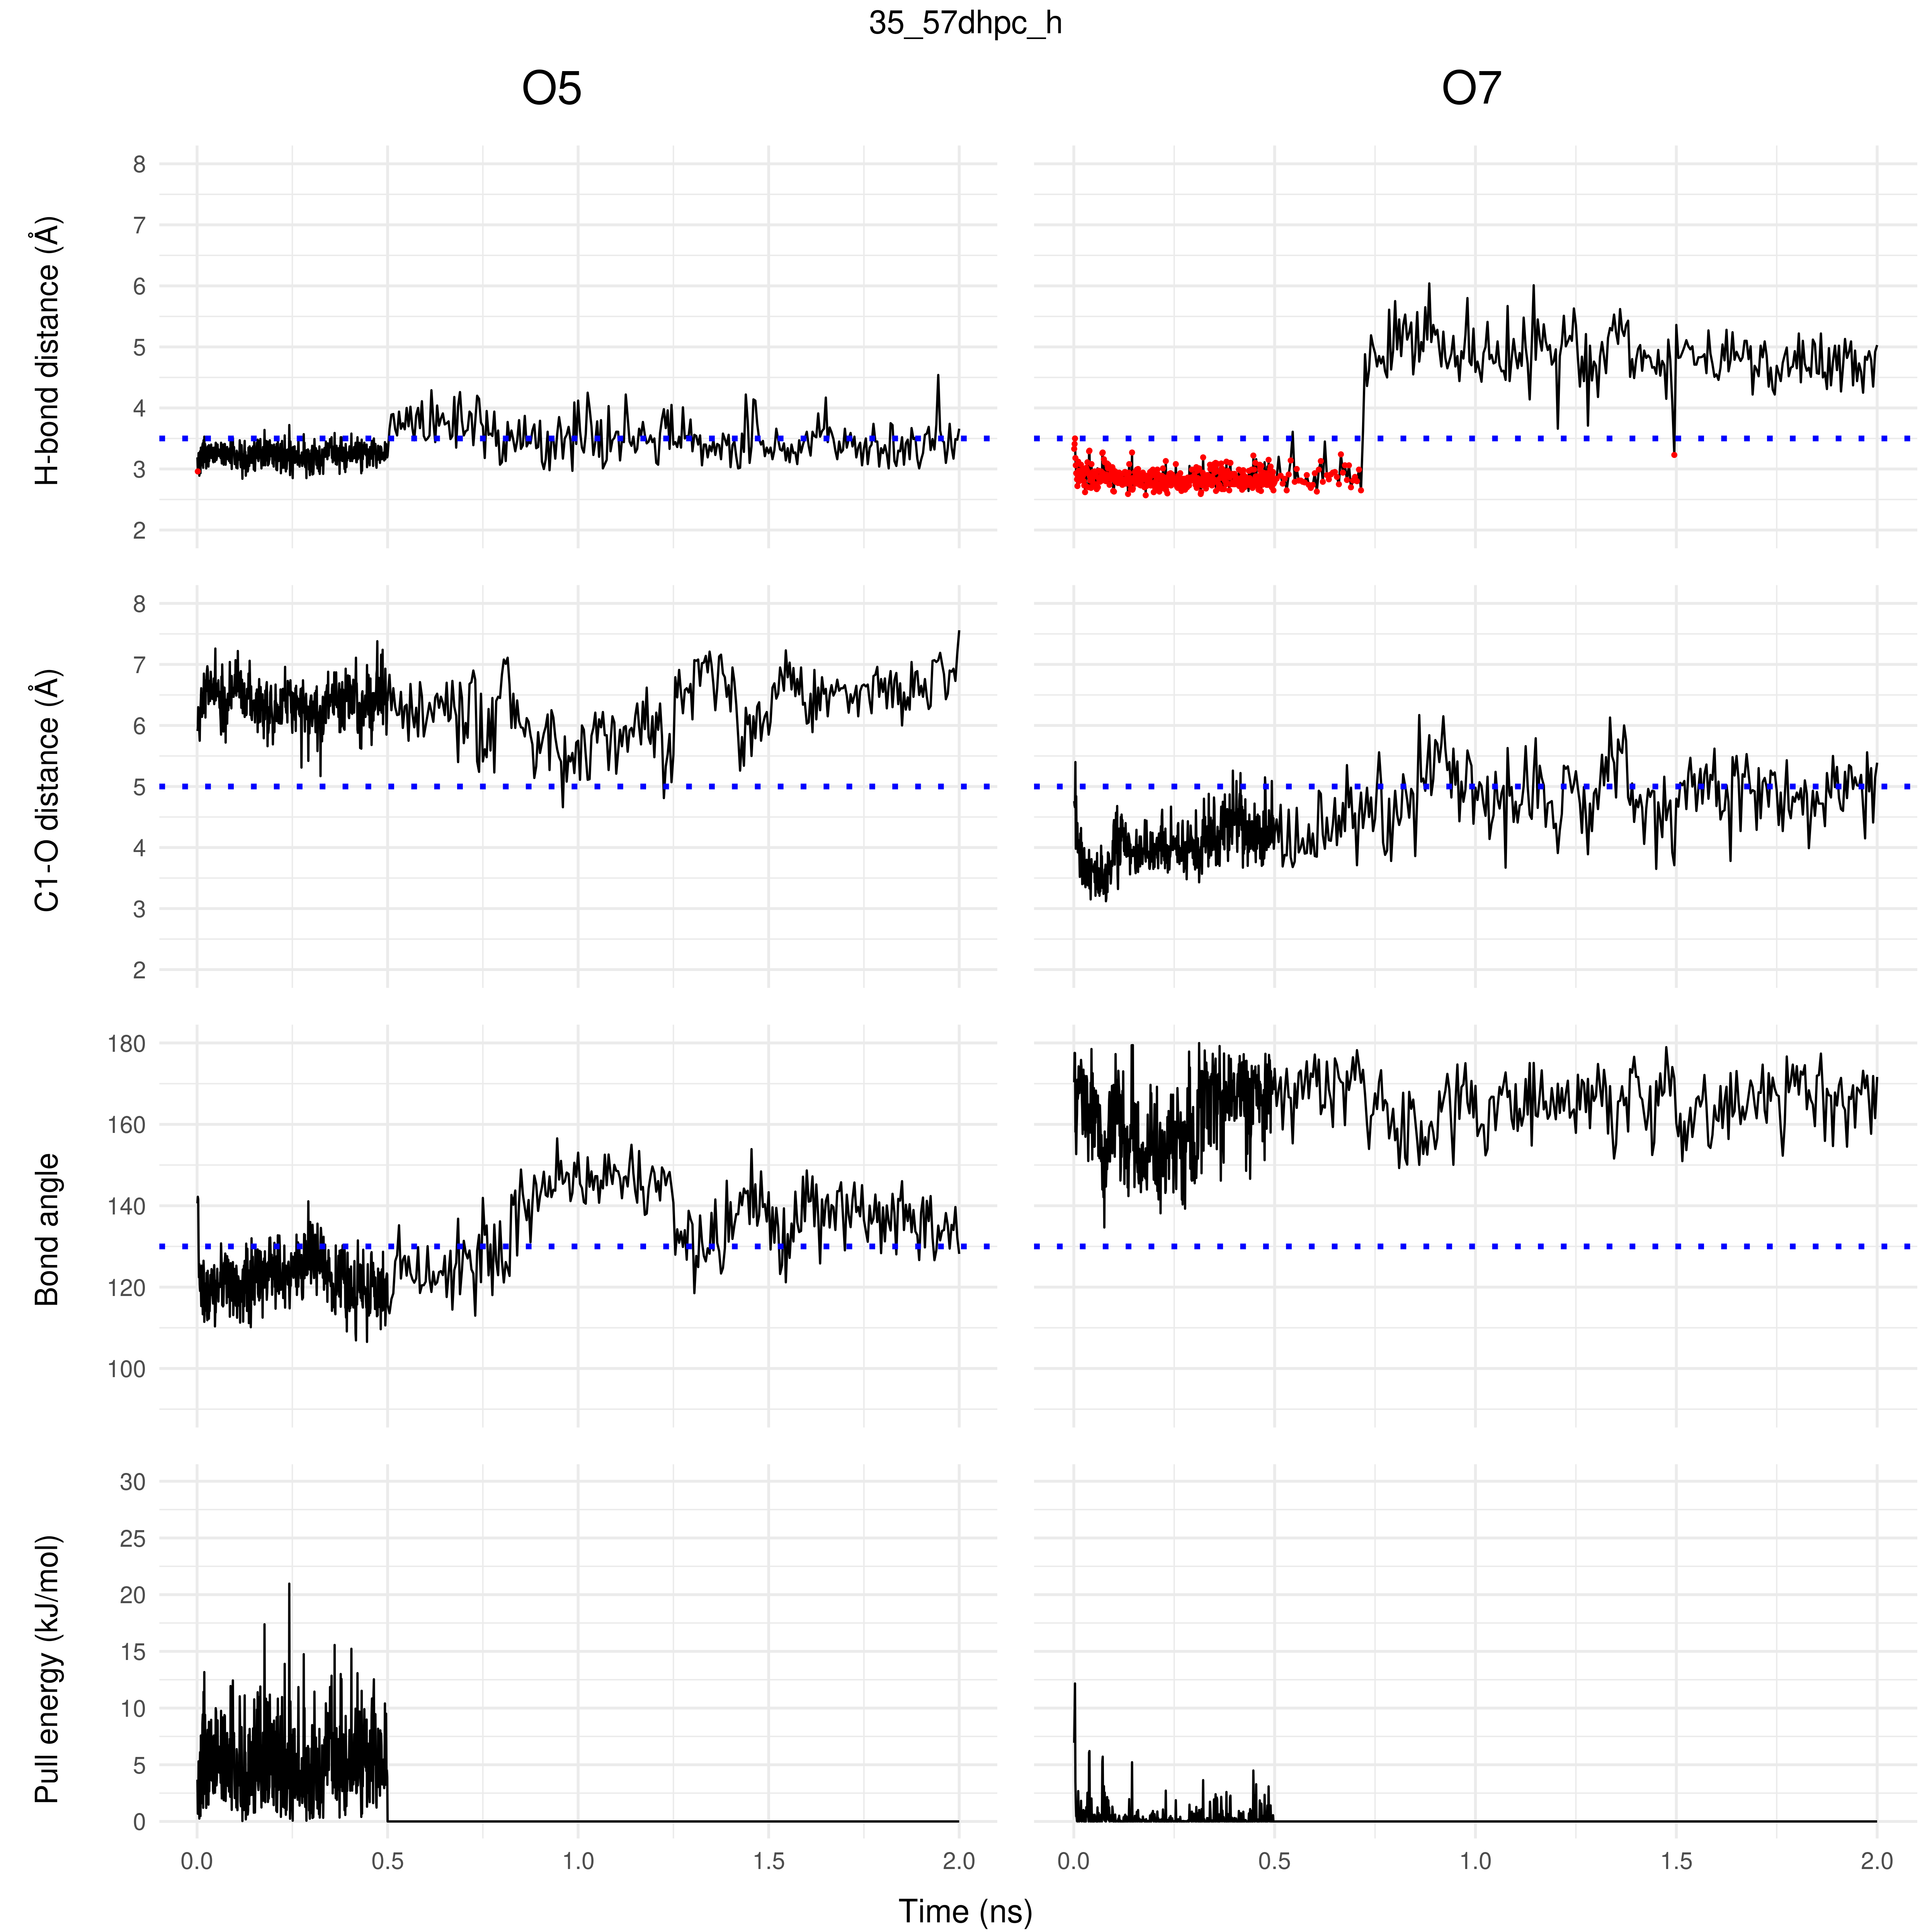 35_57dhpc_h
O5
O7
H-bond distance (Å)
8
7
6
5
4
3
2
C1-O distance (Å)
8
7
6
5
4
3
2
Bond angle
180
160
140
120
100
Pull energy (kJ/mol)
30
25
20
15
10
5
0
0.0 0.5 1.0 1.5 2.0
0.0 0.5 1.0 1.5 2.0
Time (ns)